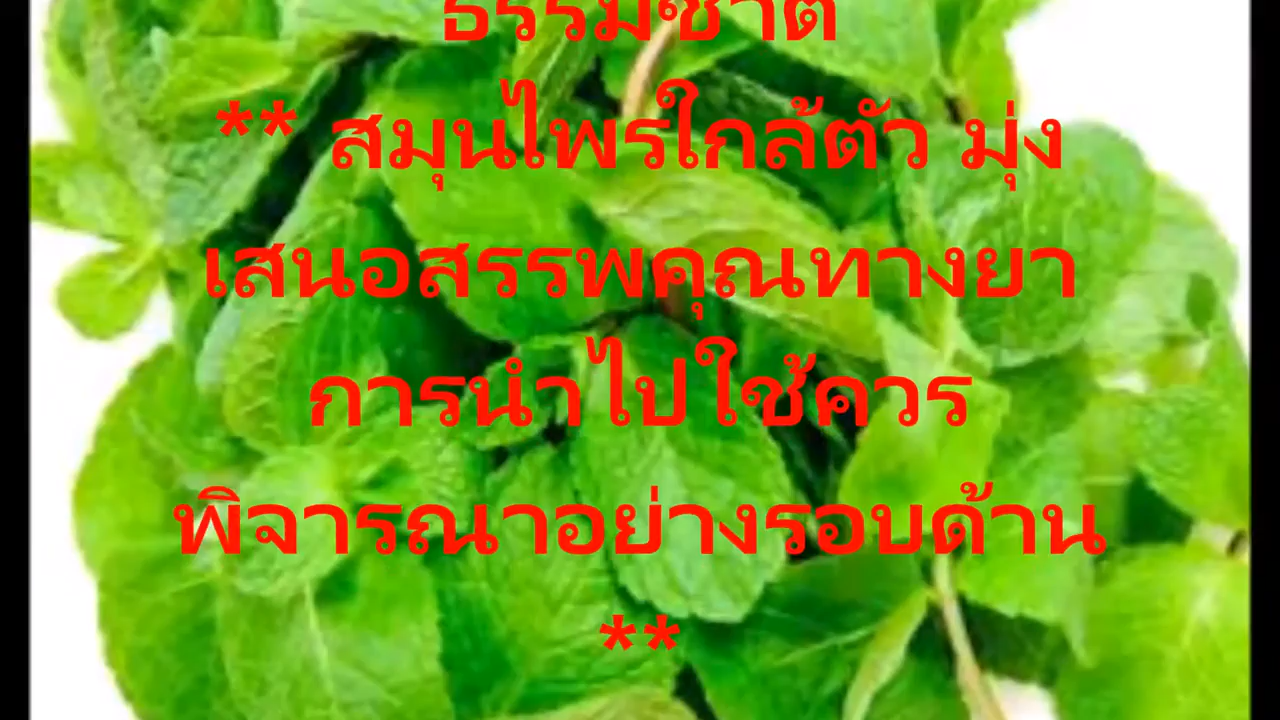 ธรรมชาติ
** สมุนไพรใกล้ตัว มุ่ง
เสนอสรรพคุณทางยา
การนำไปใช้ควร
พิจารณาอย่างรอบด้าน
**